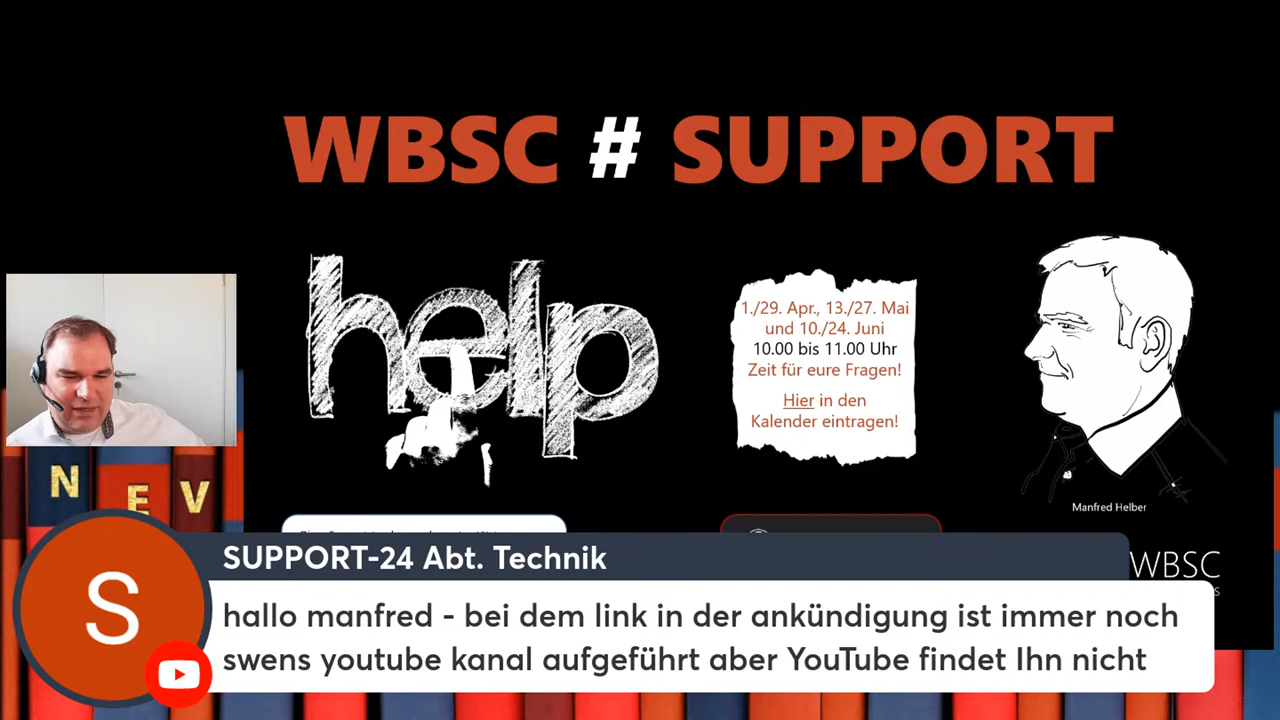 WBSC # SUPPORT
help
1./29. Apr., 13./27. Mai
und 10./24. Juni
10.00 bis 11.00 Uhr
Zeit für eure Fragen!
Hier in den
Kalender eintragen!
Manfred Helber
N E V
WBSC
S
SUPPORT-24 Abt. Technik
hallo manfred - bei dem link in der ankündigung ist immer noch
swens youtube kanal aufgeführt aber YouTube findet Ihn nicht